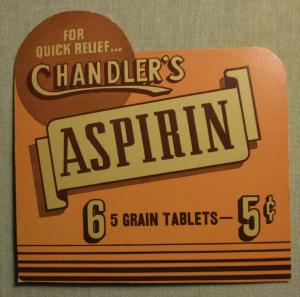 FOR
QUICK RELIEF...
CHANDLER'S
ASPIRIN
6 5 GRAIN TABLETS— 5¢